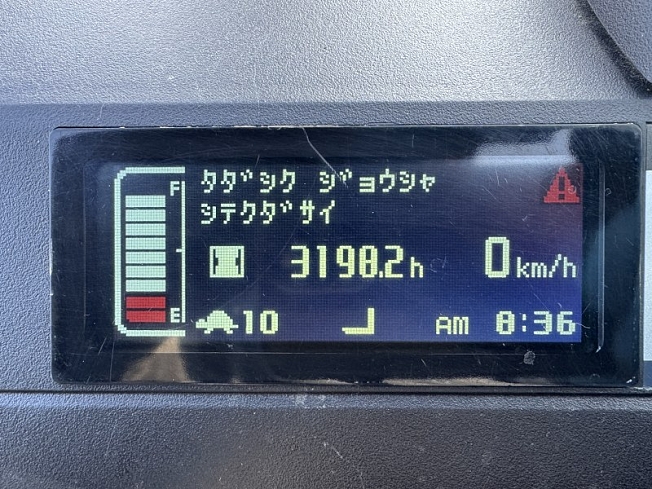 F
タダシク ジョウシャ
シテクダサイ
3198.2h
0km/h
E
10
AM 8:36